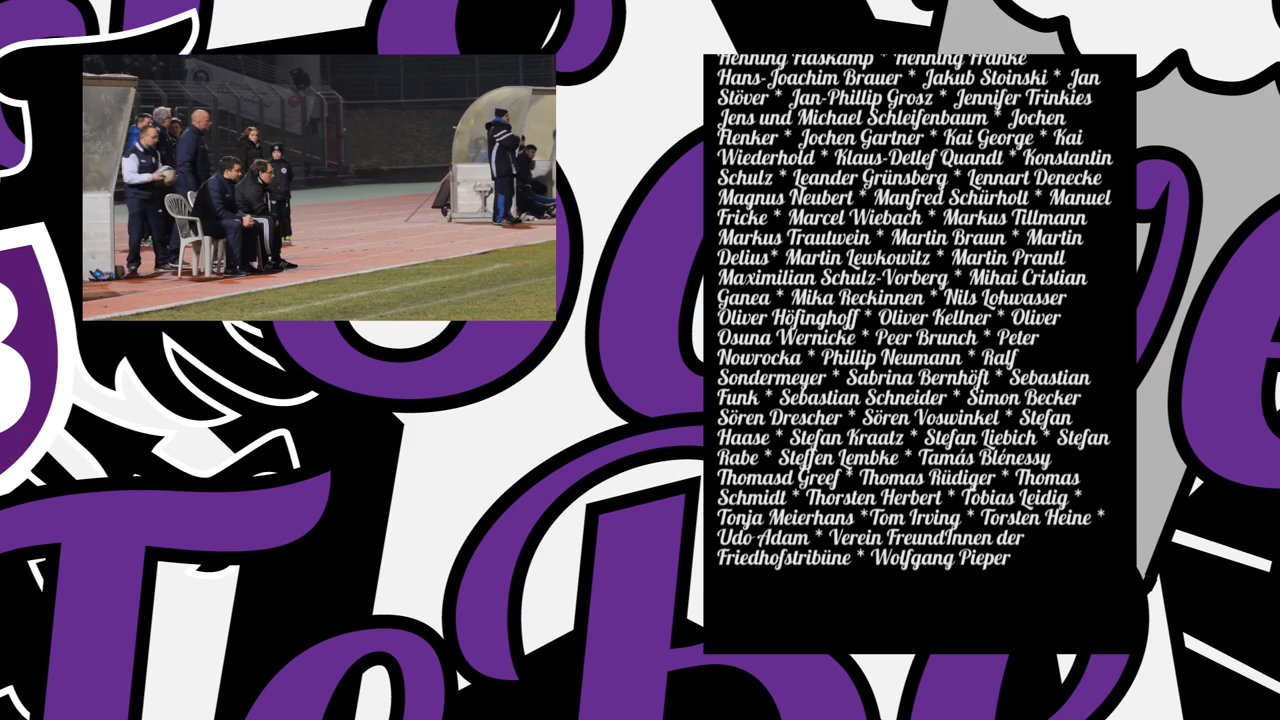 Henning Haskamp * Henning Franke
Hans-Joachim Brauer * Jakub Stoinski * Jan
Stöver * Jan-Phillip Grosz * Jennifer Trinkies
Jens und Michael Schleifenbaum * Jochen
Flenker * Jochen Gartner * Kai George * Kai
Wiederhold * Klaus-Detlef Quandt * Konstantin
Schulz * Leander Grünsberg * Lennart Denecke
Magnus Neubert * Manfred Schürholt * Manuel
Fricke * Marcel Wiebach * Markus Tillmann
Markus Trautwein * Martin Braun * Martin
Delius* Martin Lewkowitz * Martin Prantl
Maximilian Schulz-Vorberg * Mihai Cristian
Ganea * Mika Reckinnen * Nils Lohwasser
Oliver Höfinghoff * Oliver Kellner * Oliver
Osuna Wernicke * Peer Brunch * Peter
Nowrocka * Phillip Neumann * Ralf
Sondermeyer * Sabrina Bernhöft * Sebastian
Funk * Sebastian Schneider * Simon Becker
Sören Drescher * Sören Voswinkel * Stefan
Haase * Stefan Kraatz * Stefan Liebich * Stefan
Rabe * Steffen Lembke * Tamás Blénessy
Thomasd Greef * Thomas Rüdiger * Thomas
Schmidt * Thorsten Herbert * Tobias Leidig *
Tonja Meierhans *Tom Irving * Torsten Heine *
Udo Adam * Verein FreundInnen der
Friedhofstribüne * Wolfgang Pieper